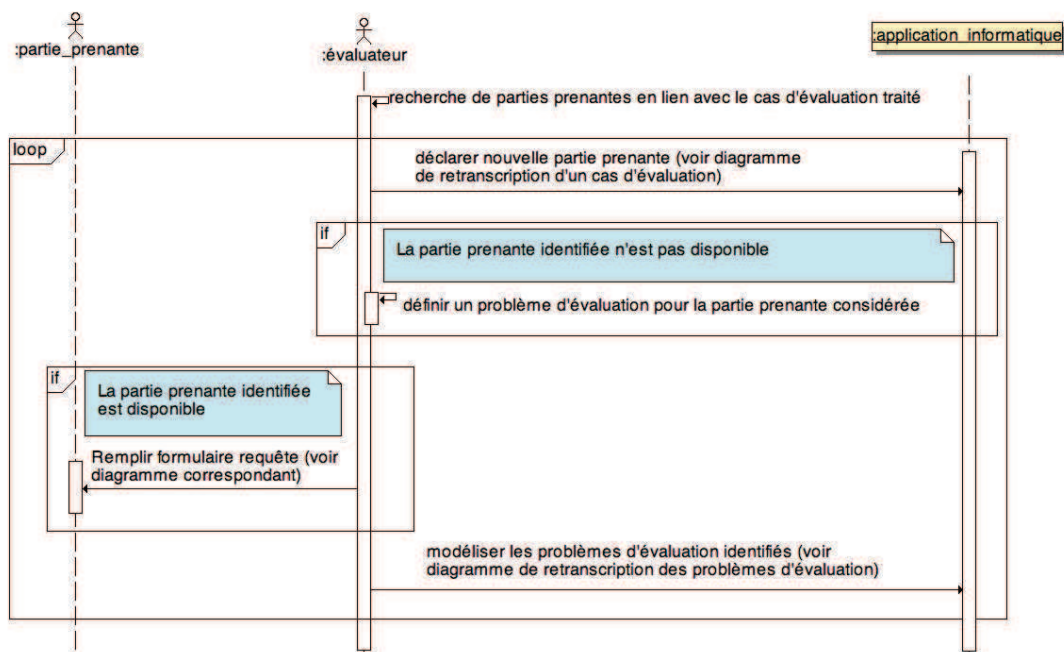 :partie_prenante
:évaluateur
:application_informatique
recherche de parties prenantes en lien avec le cas d'évaluation traité
loop
déclarer nouvelle partie prenante (voir diagramme
de retranscription d'un cas d'évaluation)
if
La partie prenante identifiée n'est pas disponible
définir un problème d'évaluation pour la partie prenante considérée
if
La partie prenante identifiée
est disponible
Remplir formulaire requête (voir
diagramme correspondant)
modéliser les problèmes d'évaluation identifiés (voir
diagramme de retranscription des problèmes d'évaluation)